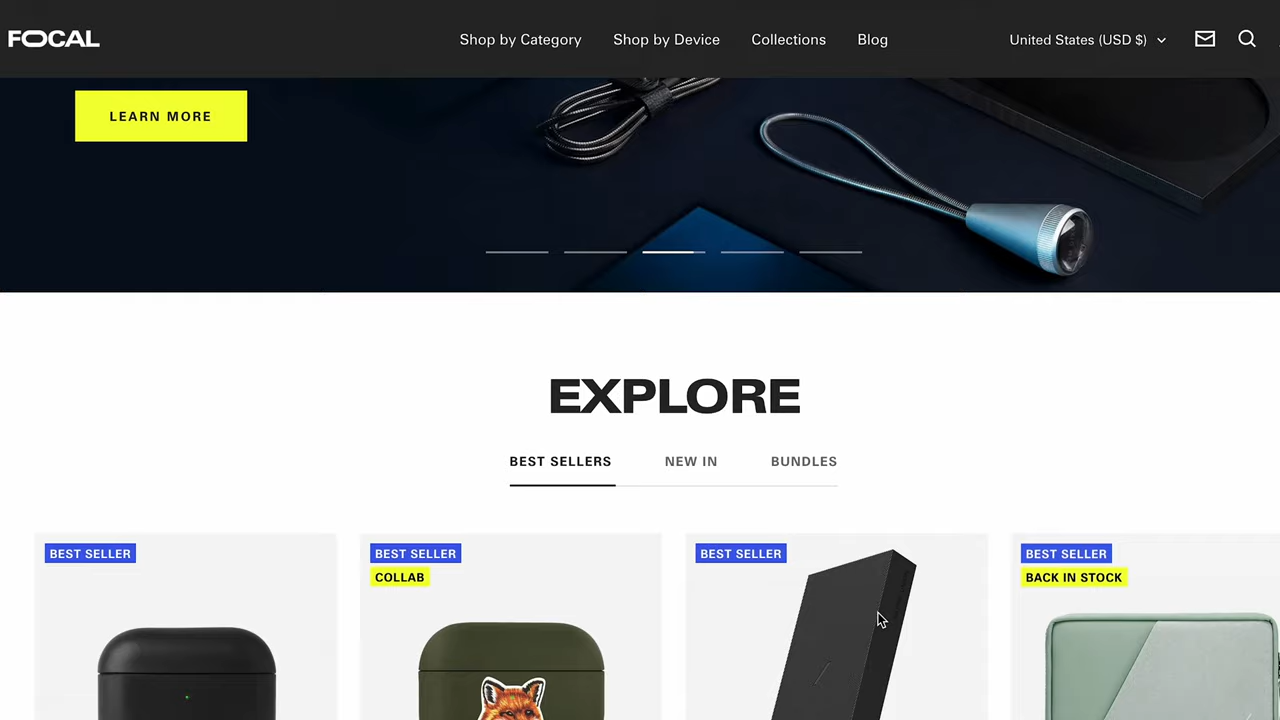 FOCAL
Shop by Category
Shop by Device
Collections
Blog
United States (USD $)
LEARN MORE
EXPLORE
BEST SELLERS
NEW IN
BUNDLES
BEST SELLER
BEST SELLER
COLLAB
BEST SELLER
BEST SELLER
BACK IN STOCK